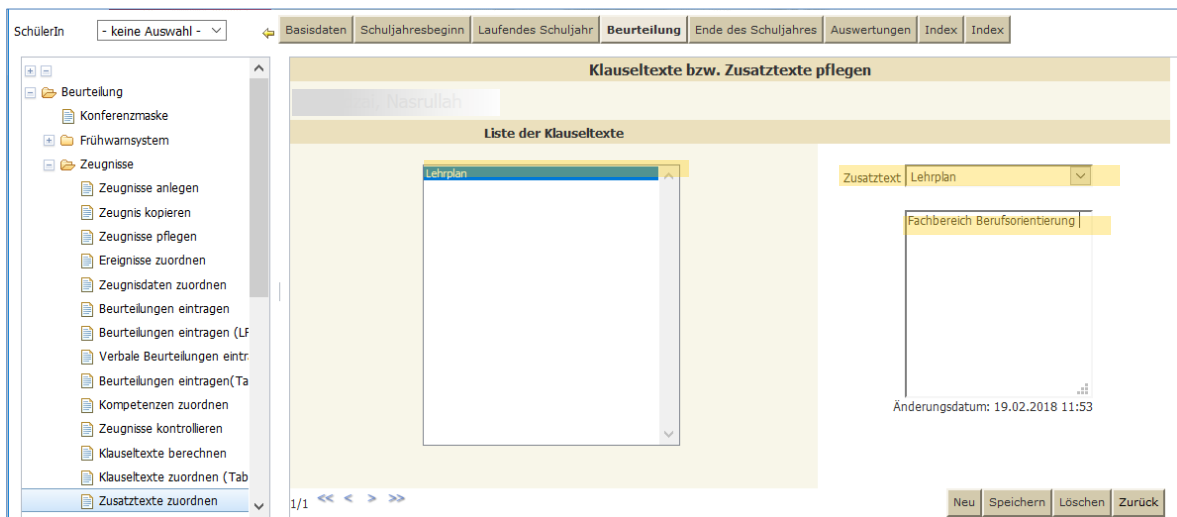 SchülerIn - keine Auswahl - Basisdaten Schuljahresbeginn Laufendes Schuljahr Beurteilung Ende des Schuljahres Auswertungen Index Index
Beurteilung
Konferenzmaske
Frühwarnsystem
Zeugnisse
Zeugnisse anlegen
Zeugnis kopieren
Zeugnisse pflegen
Ereignisse zuordnen
Zeugnisdaten zuordnen
Beurteilungen eintragen
Beurteilungen eintragen (LF
Verbale Beurteilungen eintr
Beurteilungen eintragen(Ta
Kompetenzen zuordnen
Zeugnisse kontrollieren
Klauseltexte berechnen
Klauseltexte zuordnen (Tab
Zusatztexte zuordnen
Klauseltexte bzw. Zusatztexte pflegen
Nasrullah
Liste der Klauseltexte
Lehrplan
Zusatztext Lehrplan
Fachbereich Berufsorientierung
Änderungsdatum: 19.02.2018 11:53
1/1 << < > >>
Neu Speichern Löschen Zurück